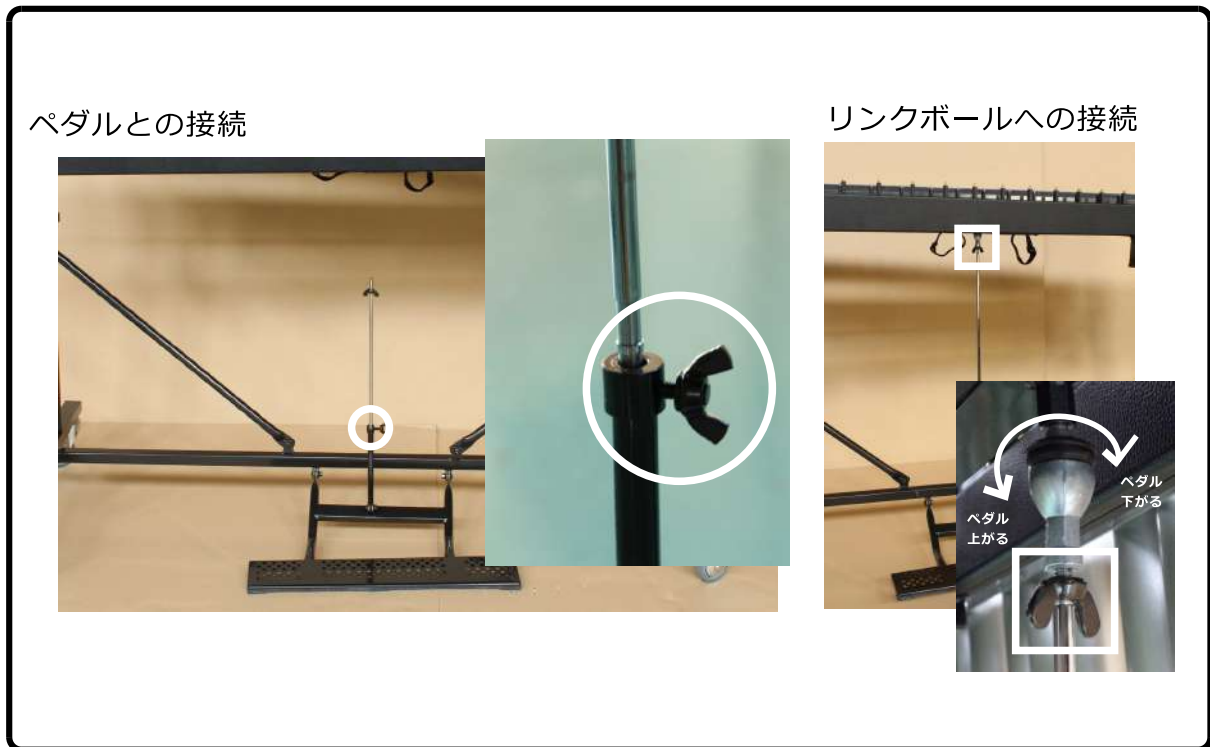 ペダルとの接続
リンクボールへの接続
ペダル
下がる
ペダル
上がる